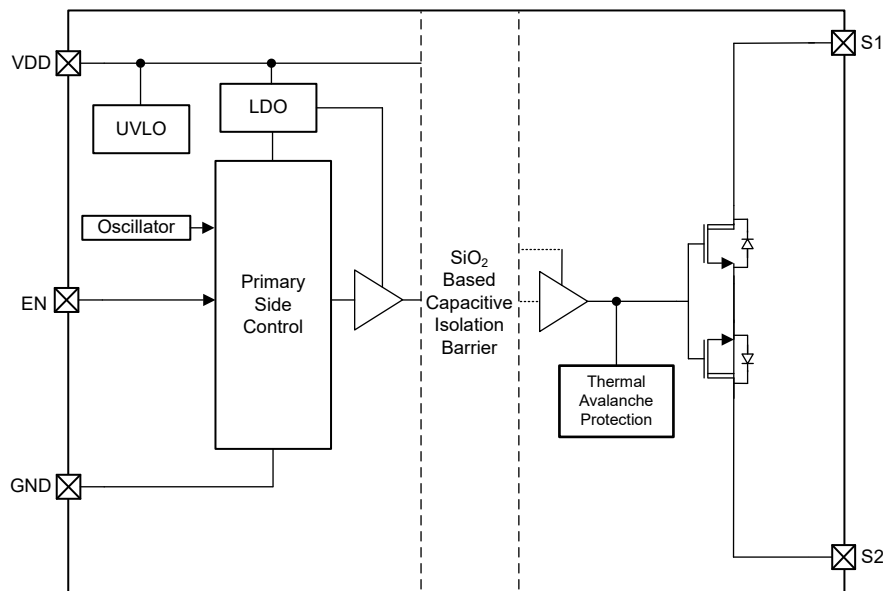 S1
VDD
LDO
UVLO
Oscillator
SiO₂
Based
Capacitive
Isolation
Barrier
Primary
Side
Control
EN
Thermal
Avalanche
Protection
GND
S2